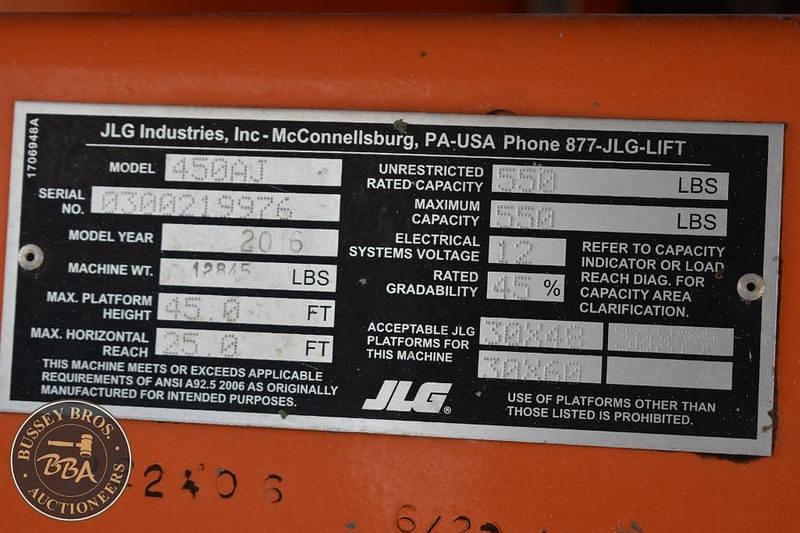 1706948A
JLG Industries, Inc - McConnellsburg, PA-USA Phone 877-JLG-LIFT
MODEL 450AJ
SERIAL NO. 0300219976
MODEL YEAR 2016
MACHINE WT. 12845 LBS
MAX. PLATFORM HEIGHT 45.0 FT
MAX. HORIZONTAL REACH 25.0 FT
THIS MACHINE MEETS OR EXCEEDS APPLICABLE
REQUIREMENTS OF ANSI A92.5 2006 AS ORIGINALLY
MANUFACTURED FOR INTENDED PURPOSES.
UNRESTRICTED RATED CAPACITY 550 LBS
MAXIMUM CAPACITY 550 LBS
ELECTRICAL SYSTEMS VOLTAGE 12
RATED GRADABILITY 45 %
REFER TO CAPACITY
INDICATOR OR LOAD
REACH DIAG. FOR
CAPACITY AREA
CLARIFICATION.
ACCEPTABLE JLG
PLATFORMS FOR
THIS MACHINE
30X48
30X60
JLG®
USE OF PLATFORMS OTHER THAN
THOSE LISTED IS PROHIBITED.
BUSSEY BROS.
BBA
AUCTIONEERS
2406